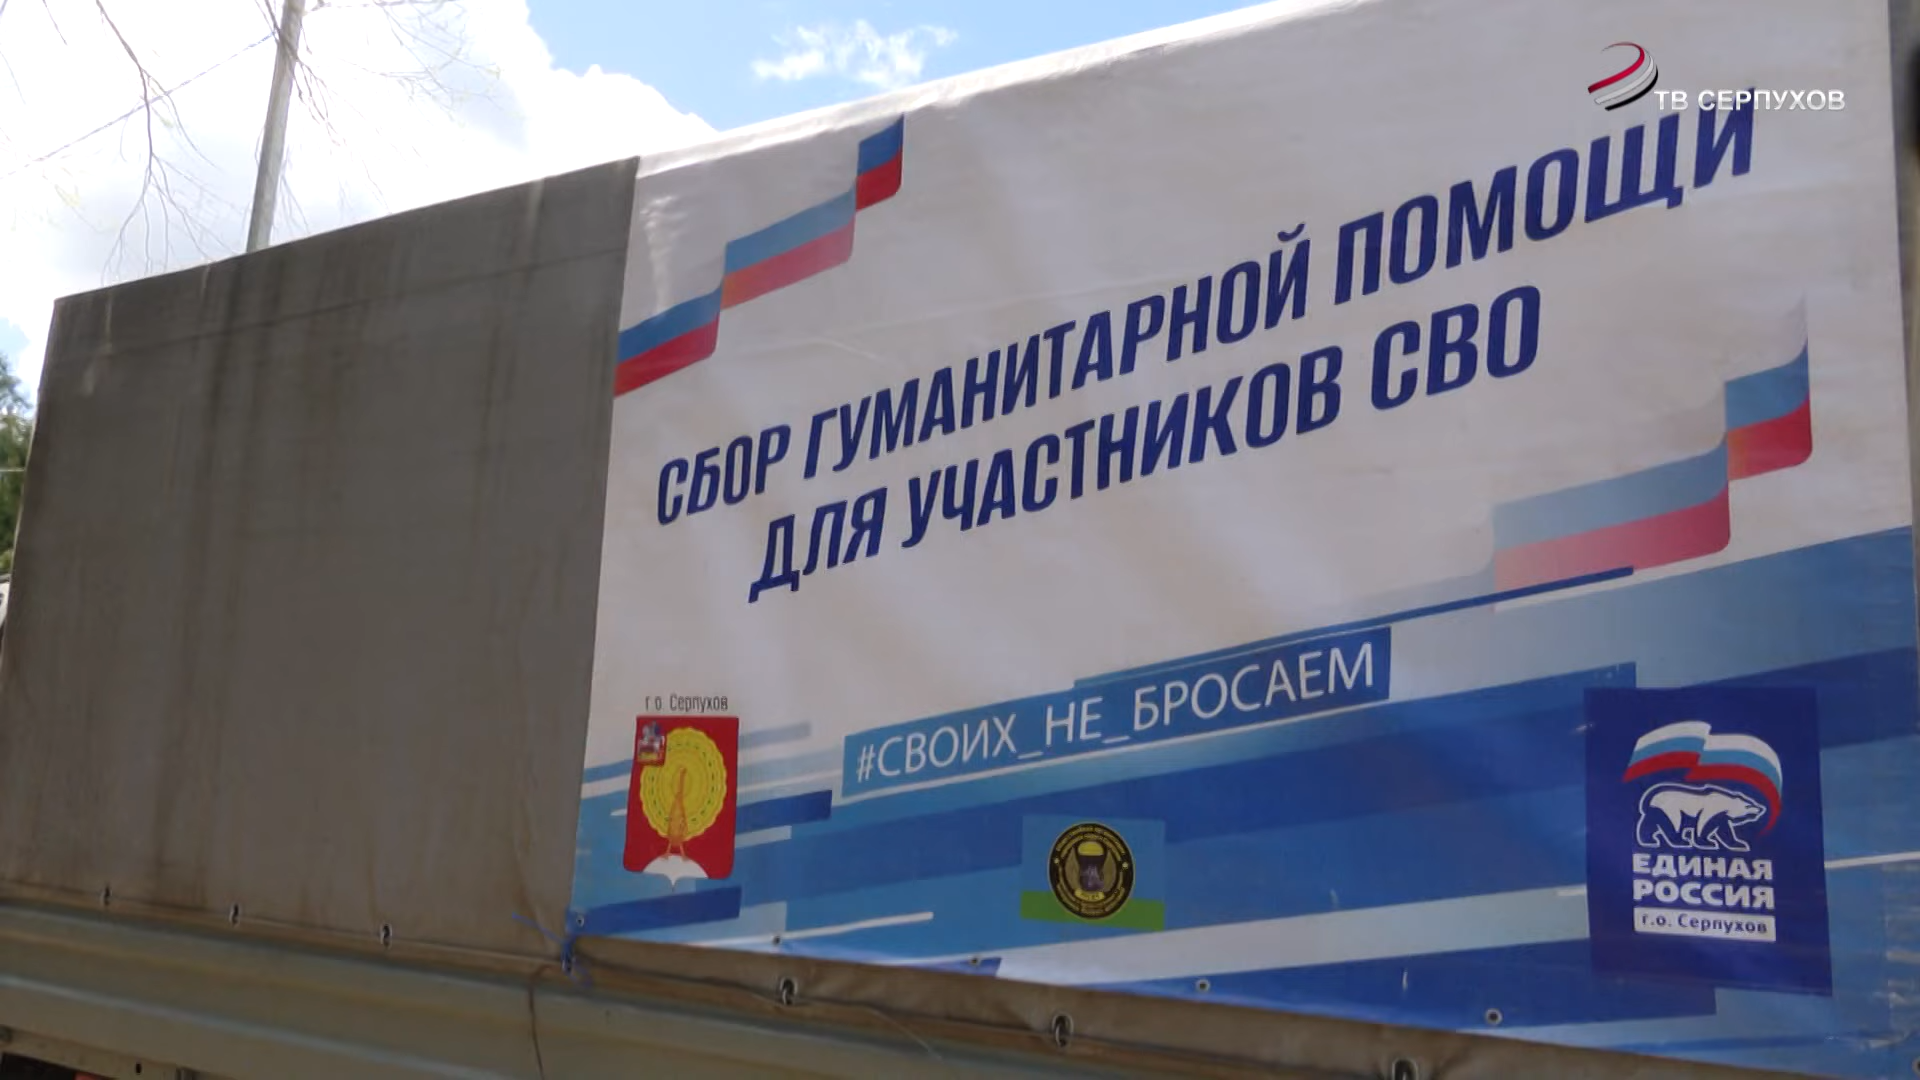 ТВ СЕРПУХОВ
СБОР ГУМАНИТАРНОЙ ПОМОЩИ
ДЛЯ УЧАСТНИКОВ СВО
#СВОИХ_НЕ_БРОСАЕМ
г.о. Серпухов
ЕДИНАЯ
РОССИЯ
г.о. Серпухов